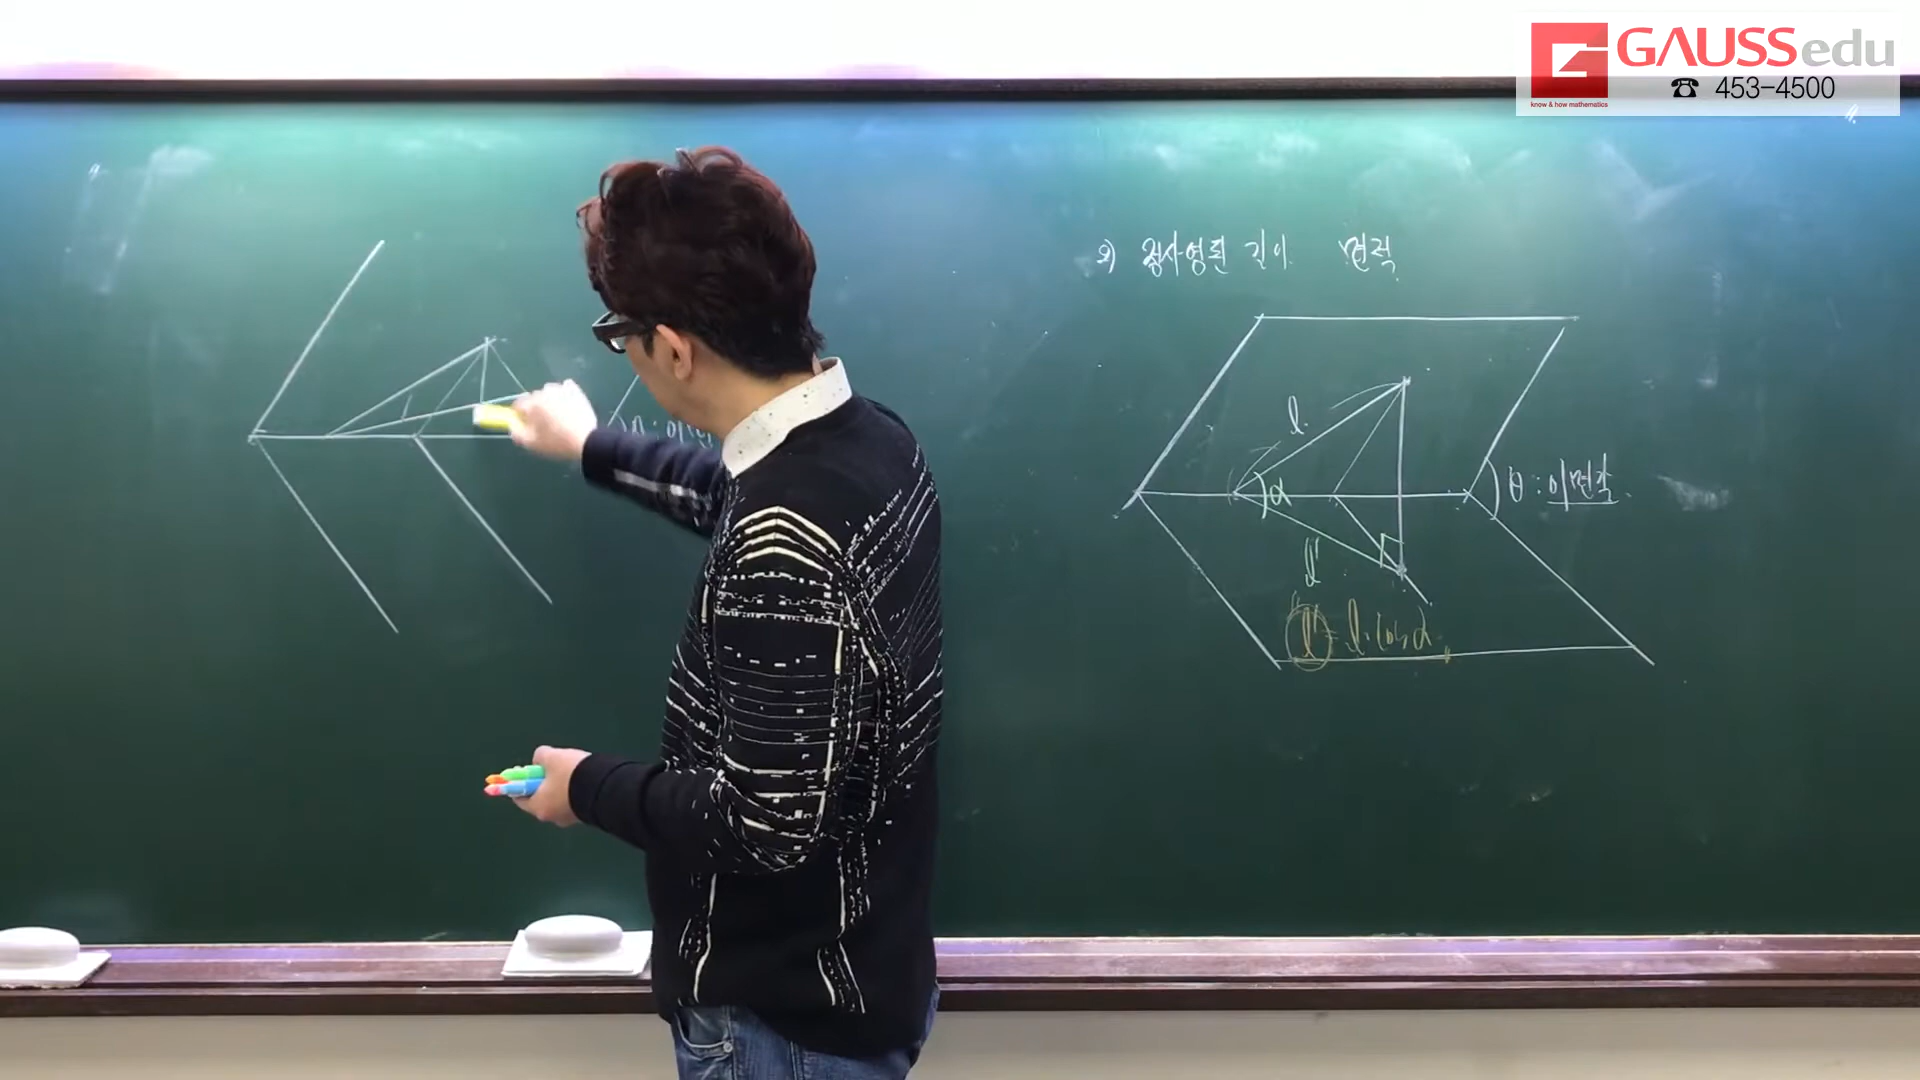 GAUSSedu
know & how mathematics
☎ 453-4500
2) 정사영된 길이 면적
l
α
θ : 이면각
l'
l' = l · cos α